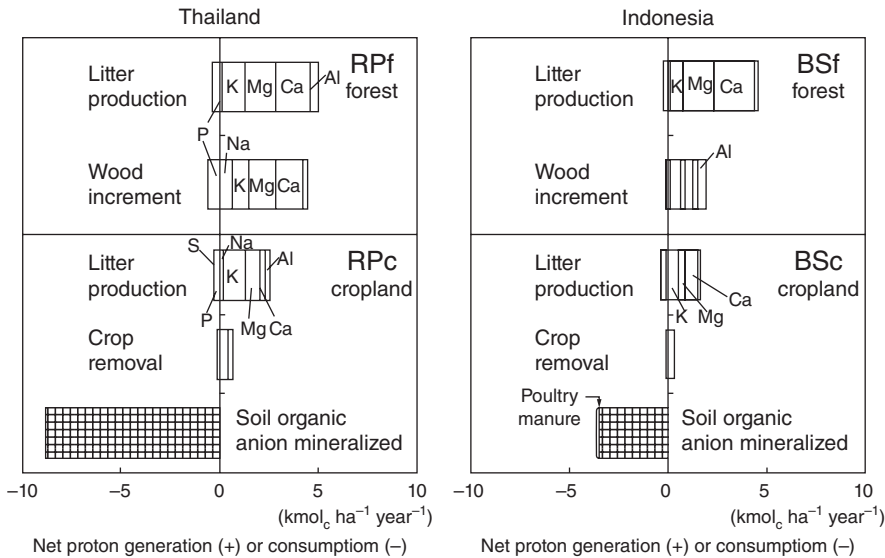 Thailand
Litter
production
RPf
forest
K
Mg
Ca
Al
P
Na
Wood
increment
K
Mg
Ca
S
Na
Litter
production
K
Al
RPc
cropland
P
Mg
Ca
Crop
removal
Soil organic
anion mineralized
−10
−5
0
5
10
(kmolc ha−1 year−1)
Net proton generation (+) or consumptiom (−)
Indonesia
Litter
production
K
Mg
Ca
BSf
forest
Wood
increment
Al
Litter
production
BSc
cropland
Ca
K
Mg
Crop
removal
Poultry
manure
Soil organic
anion mineralized
−10
−5
0
5
10
(kmolc ha−1 year−1)
Net proton generation (+) or consumptiom (−)